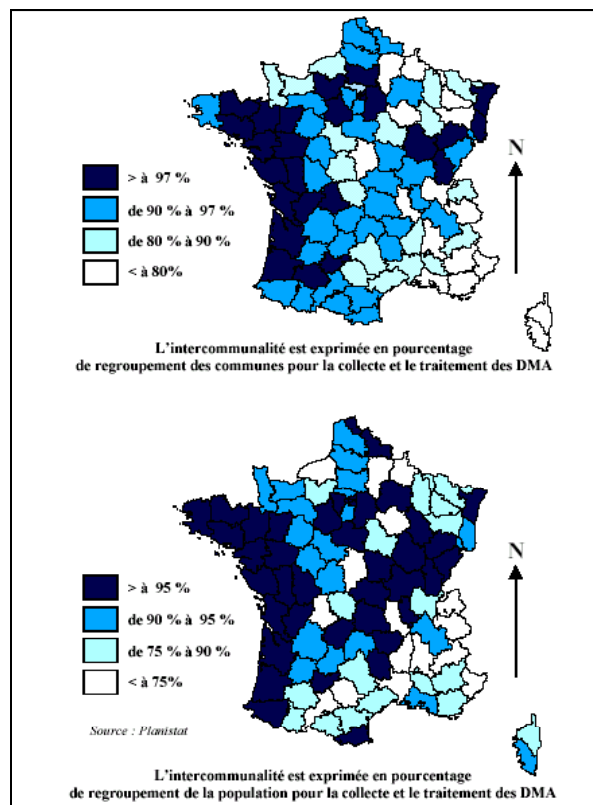 N
> à 97 %
de 90 % à 97 %
de 80 % à 90 %
< à 80%
L'intercommunalité est exprimée en pourcentage
de regroupement des communes pour la collecte et le traitement des DMA
N
> à 95 %
de 90 % à 95 %
de 75 % à 90 %
< à 75%
Source : Planistat
L'intercommunalité est exprimée en pourcentage
de regroupement de la population pour la collecte et le traitement des DMA